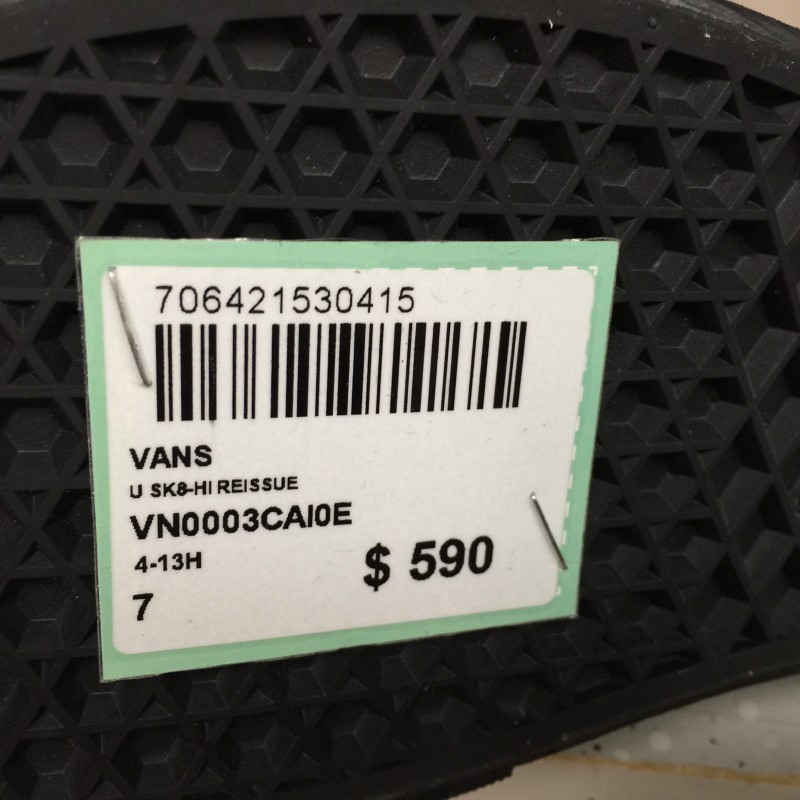 706421530415
VANS
U SK8-HI REISSUE
VN0003CAI0E
4-13H
$ 590
7